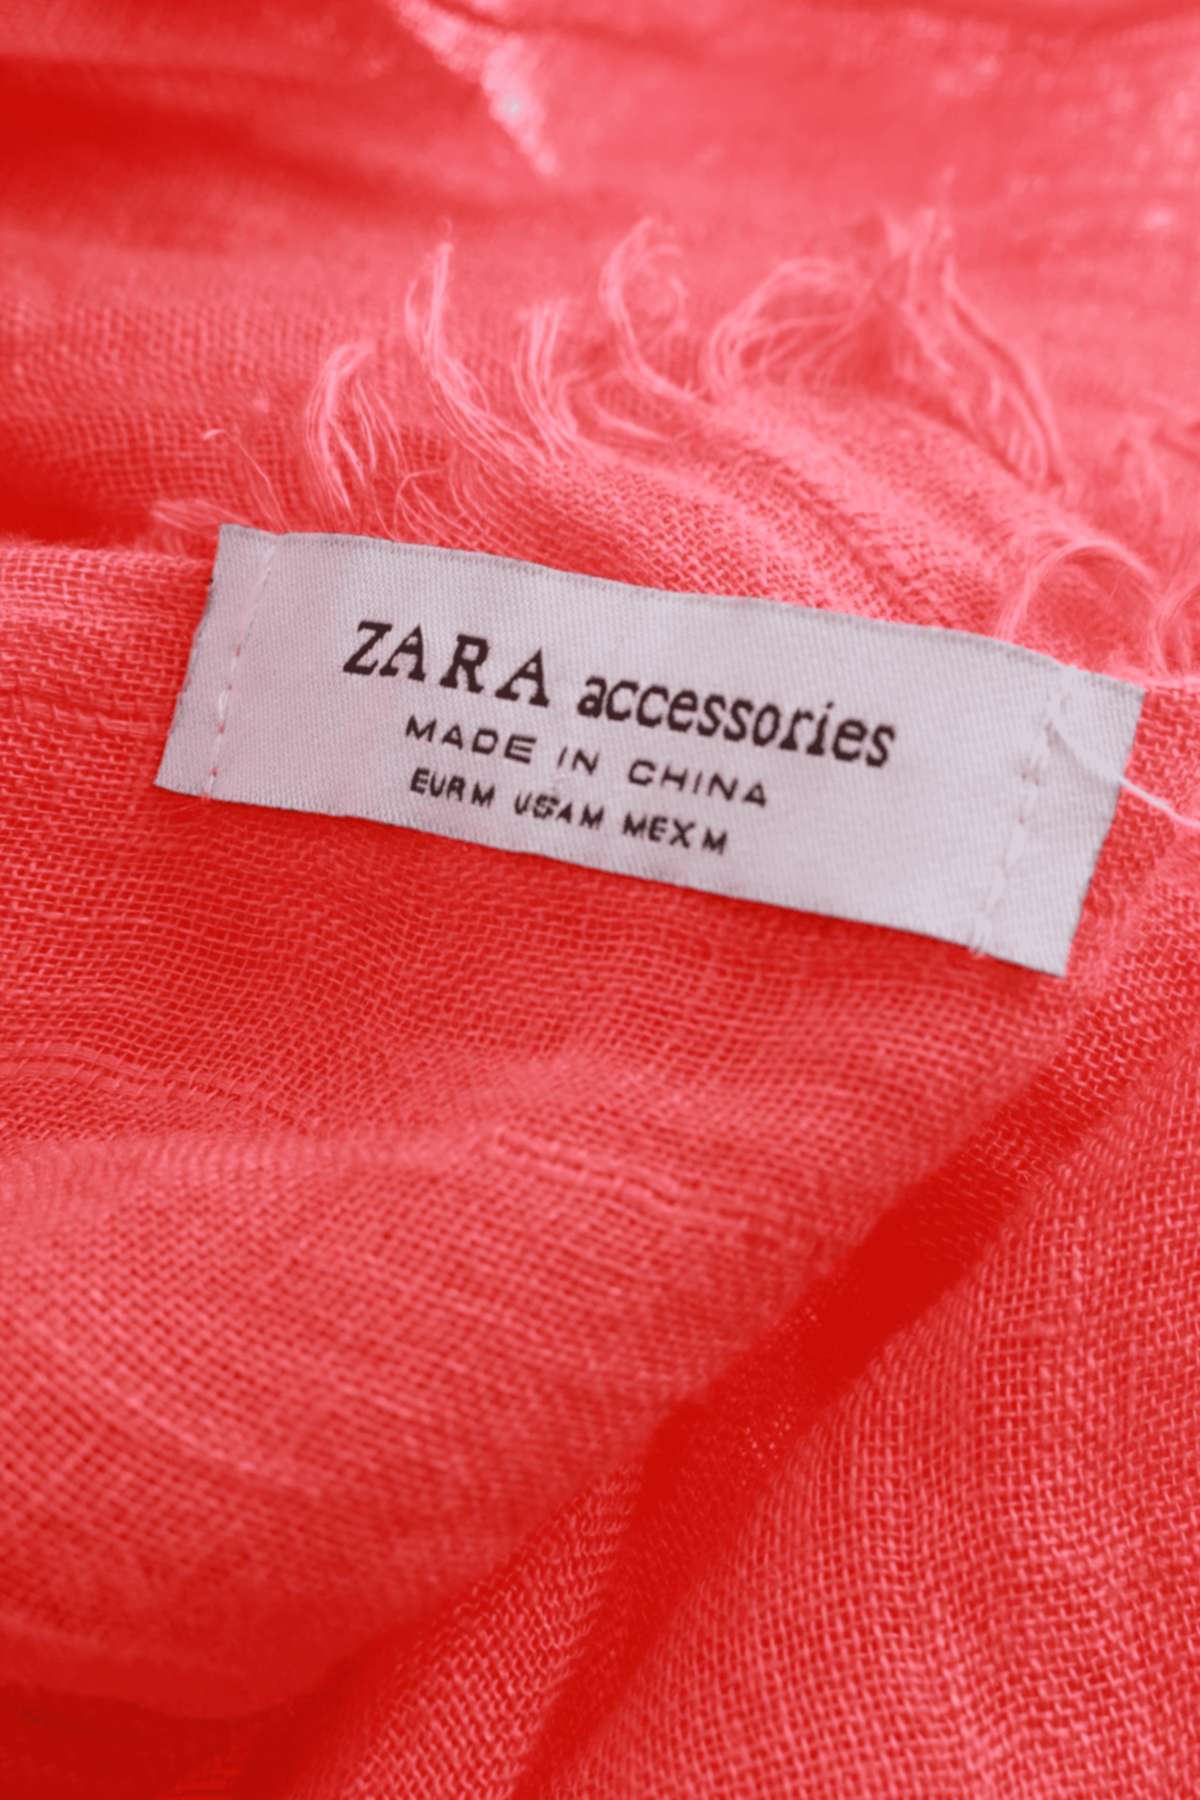 ZARA accessories
MADE IN CHINA
EUR M USA M MEX M